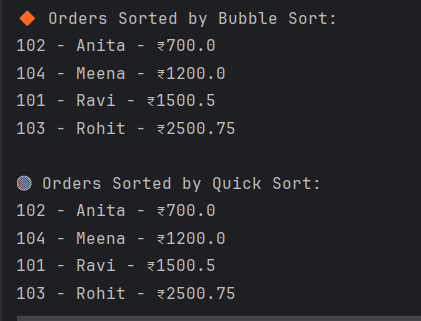 🔶 Orders Sorted by Bubble Sort:
102 - Anita - ₹700.0
104 - Meena - ₹1200.0
101 - Ravi - ₹1500.5
103 - Rohit - ₹2500.75
🔵 Orders Sorted by Quick Sort:
102 - Anita - ₹700.0
104 - Meena - ₹1200.0
101 - Ravi - ₹1500.5
103 - Rohit - ₹2500.75